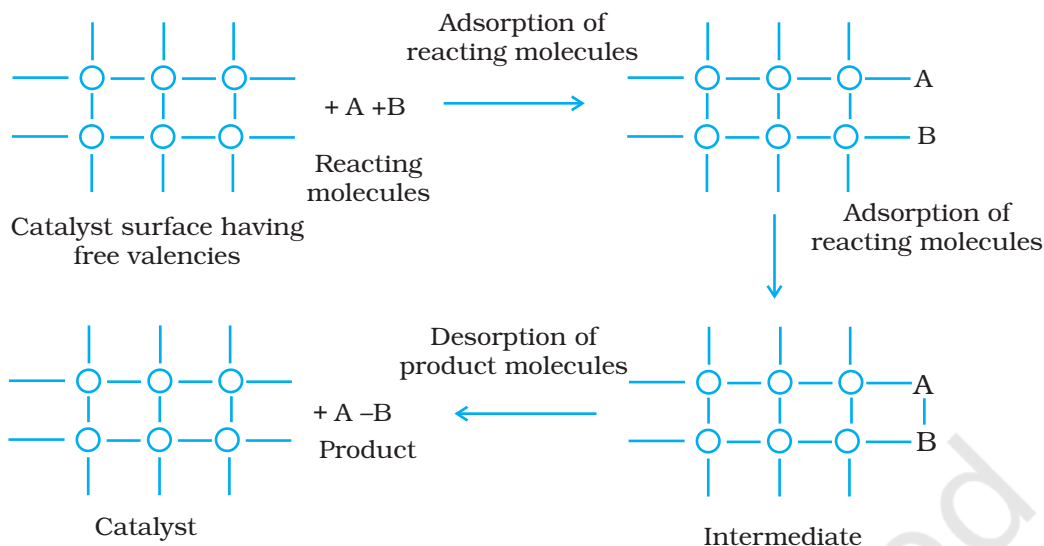 Adsorption of
reacting molecules
+ A +B
Reacting
molecules
Catalyst surface having
free valencies
A
B
Adsorption of
reacting molecules
Desorption of
product molecules
A
B
Intermediate
+ A –B
Product
Catalyst